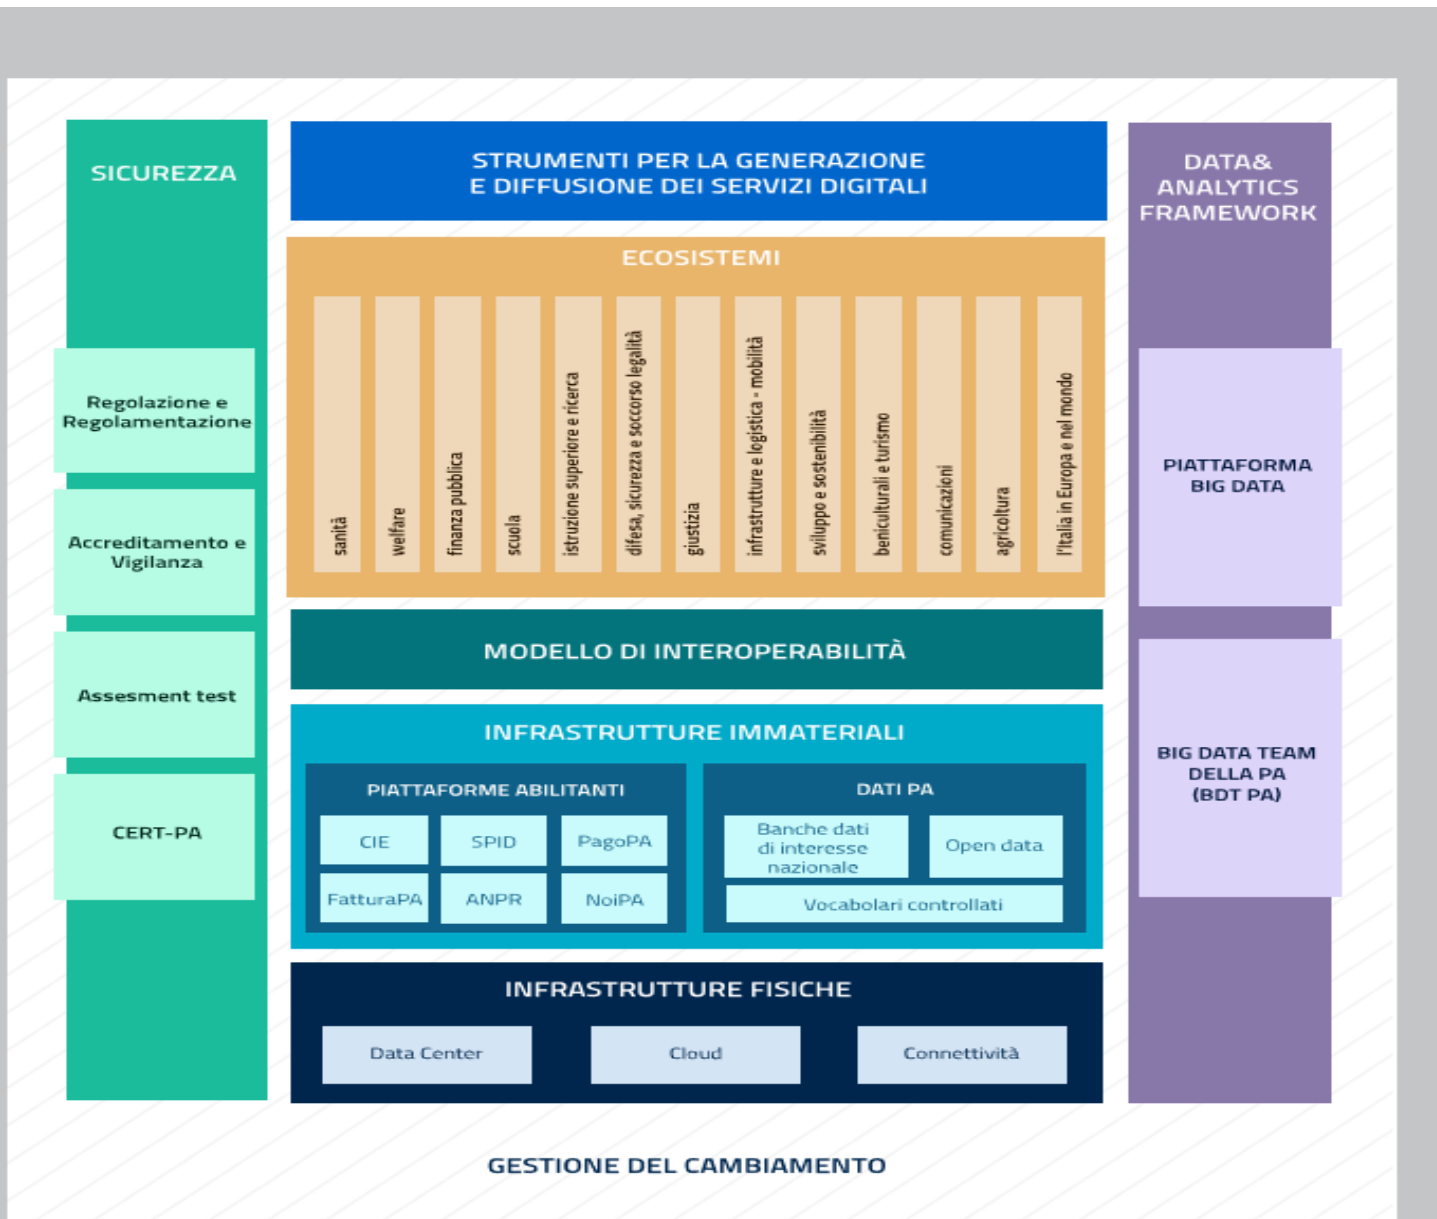 SICUREZZA
Regolazione e
Regolamentazione
Accreditamento e
Vigilanza
Assesment test
CERT-PA
STRUMENTI PER LA GENERAZIONE
E DIFFUSIONE DEI SERVIZI DIGITALI
ECOSISTEMI
sanità
welfare
finanza pubblica
scuola
istruzione superiore e ricerca
difesa, sicurezza e soccorso legalità
giustizia
infrastrutture e logistica - mobilità
sviluppo e sostenibilità
beniculturali e turismo
comunicazioni
agricoltura
l'Italia in Europa e nel mondo
MODELLO DI INTEROPERABILITÀ
INFRASTRUTTURE IMMATERIALI
PIATTAFORME ABILITANTI
CIE
SPID
PagoPA
FatturaPA
ANPR
NoiPA
DATI PA
Banche dati
di interesse
nazionale
Open data
Vocabolari controllati
INFRASTRUTTURE FISICHE
Data Center
Cloud
Connettività
DATA&
ANALYTICS
FRAMEWORK
PIATTAFORMA
BIG DATA
BIG DATA TEAM
DELLA PA
(BDT PA)
GESTIONE DEL CAMBIAMENTO